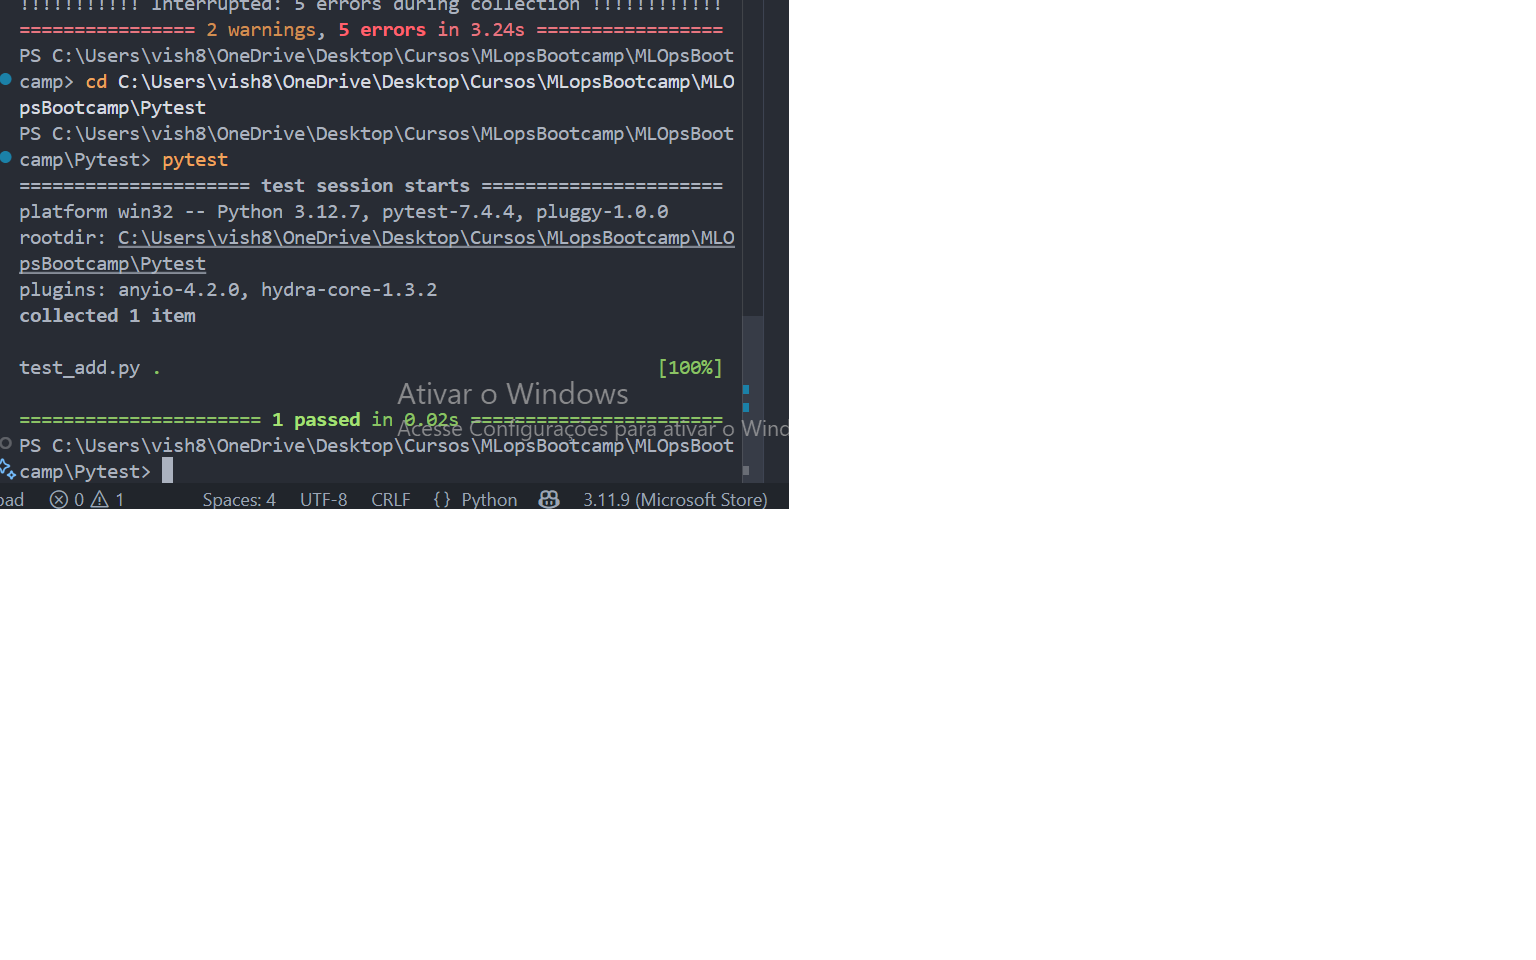 !!!!!!!!!!! Interrupted: 5 errors during collection !!!!!!!!!!!!
================ 2 warnings, 5 errors in 3.24s =================
PS C:\Users\vish8\OneDrive\Desktop\Cursos\MLopsBootcamp\MLOpsBoot
camp> cd C:\Users\vish8\OneDrive\Desktop\Cursos\MLopsBootcamp\MLO
psBootcamp\Pytest
PS C:\Users\vish8\OneDrive\Desktop\Cursos\MLopsBootcamp\MLOpsBoot
camp\Pytest> pytest
===================== test session starts ======================
platform win32 -- Python 3.12.7, pytest-7.4.4, pluggy-1.0.0
rootdir: C:\Users\vish8\OneDrive\Desktop\Cursos\MLopsBootcamp\MLO
psBootcamp\Pytest
plugins: anyio-4.2.0, hydra-core-1.3.2
collected 1 item
test_add.py . [100%]
Ativar o Windows
====================== 1 passed in 0.02s =======================
Acesse Configurações para ativar o Wind
PS C:\Users\vish8\OneDrive\Desktop\Cursos\MLopsBootcamp\MLOpsBoot
camp\Pytest>
oad 0 1 Spaces: 4 UTF-8 CRLF {} Python 3.11.9 (Microsoft Store)